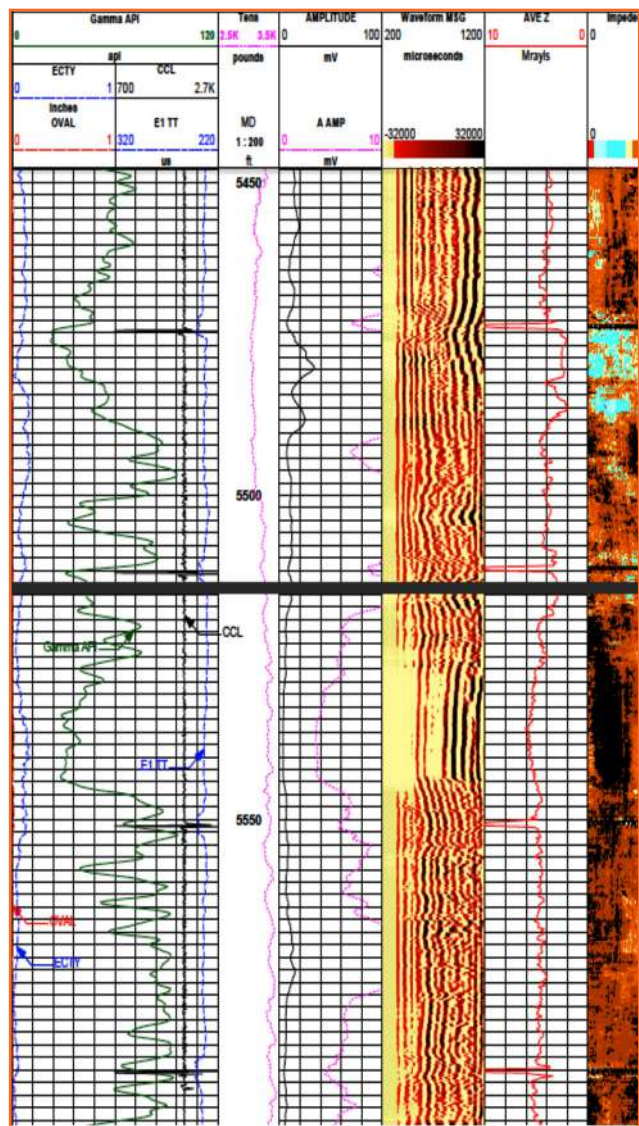 Gamma API
0 120
api
ECTY CCL
0 1 700 2.7K
Inches
OVAL E1 TT
0 1 320 220
us
Tens
2.5K 3.5K
pounds
MD
1 : 200
ft
AMPLITUDE
0 100
mV
A AMP
0 10
mV
Waveform MSG
200 1200
microseconds
-32000 32000
AVE Z
10 0
Mrayls
Impede
0
0
5450
5500
CCL
Gamma API
E1 TT
5550
OVAL
ECTY
5550